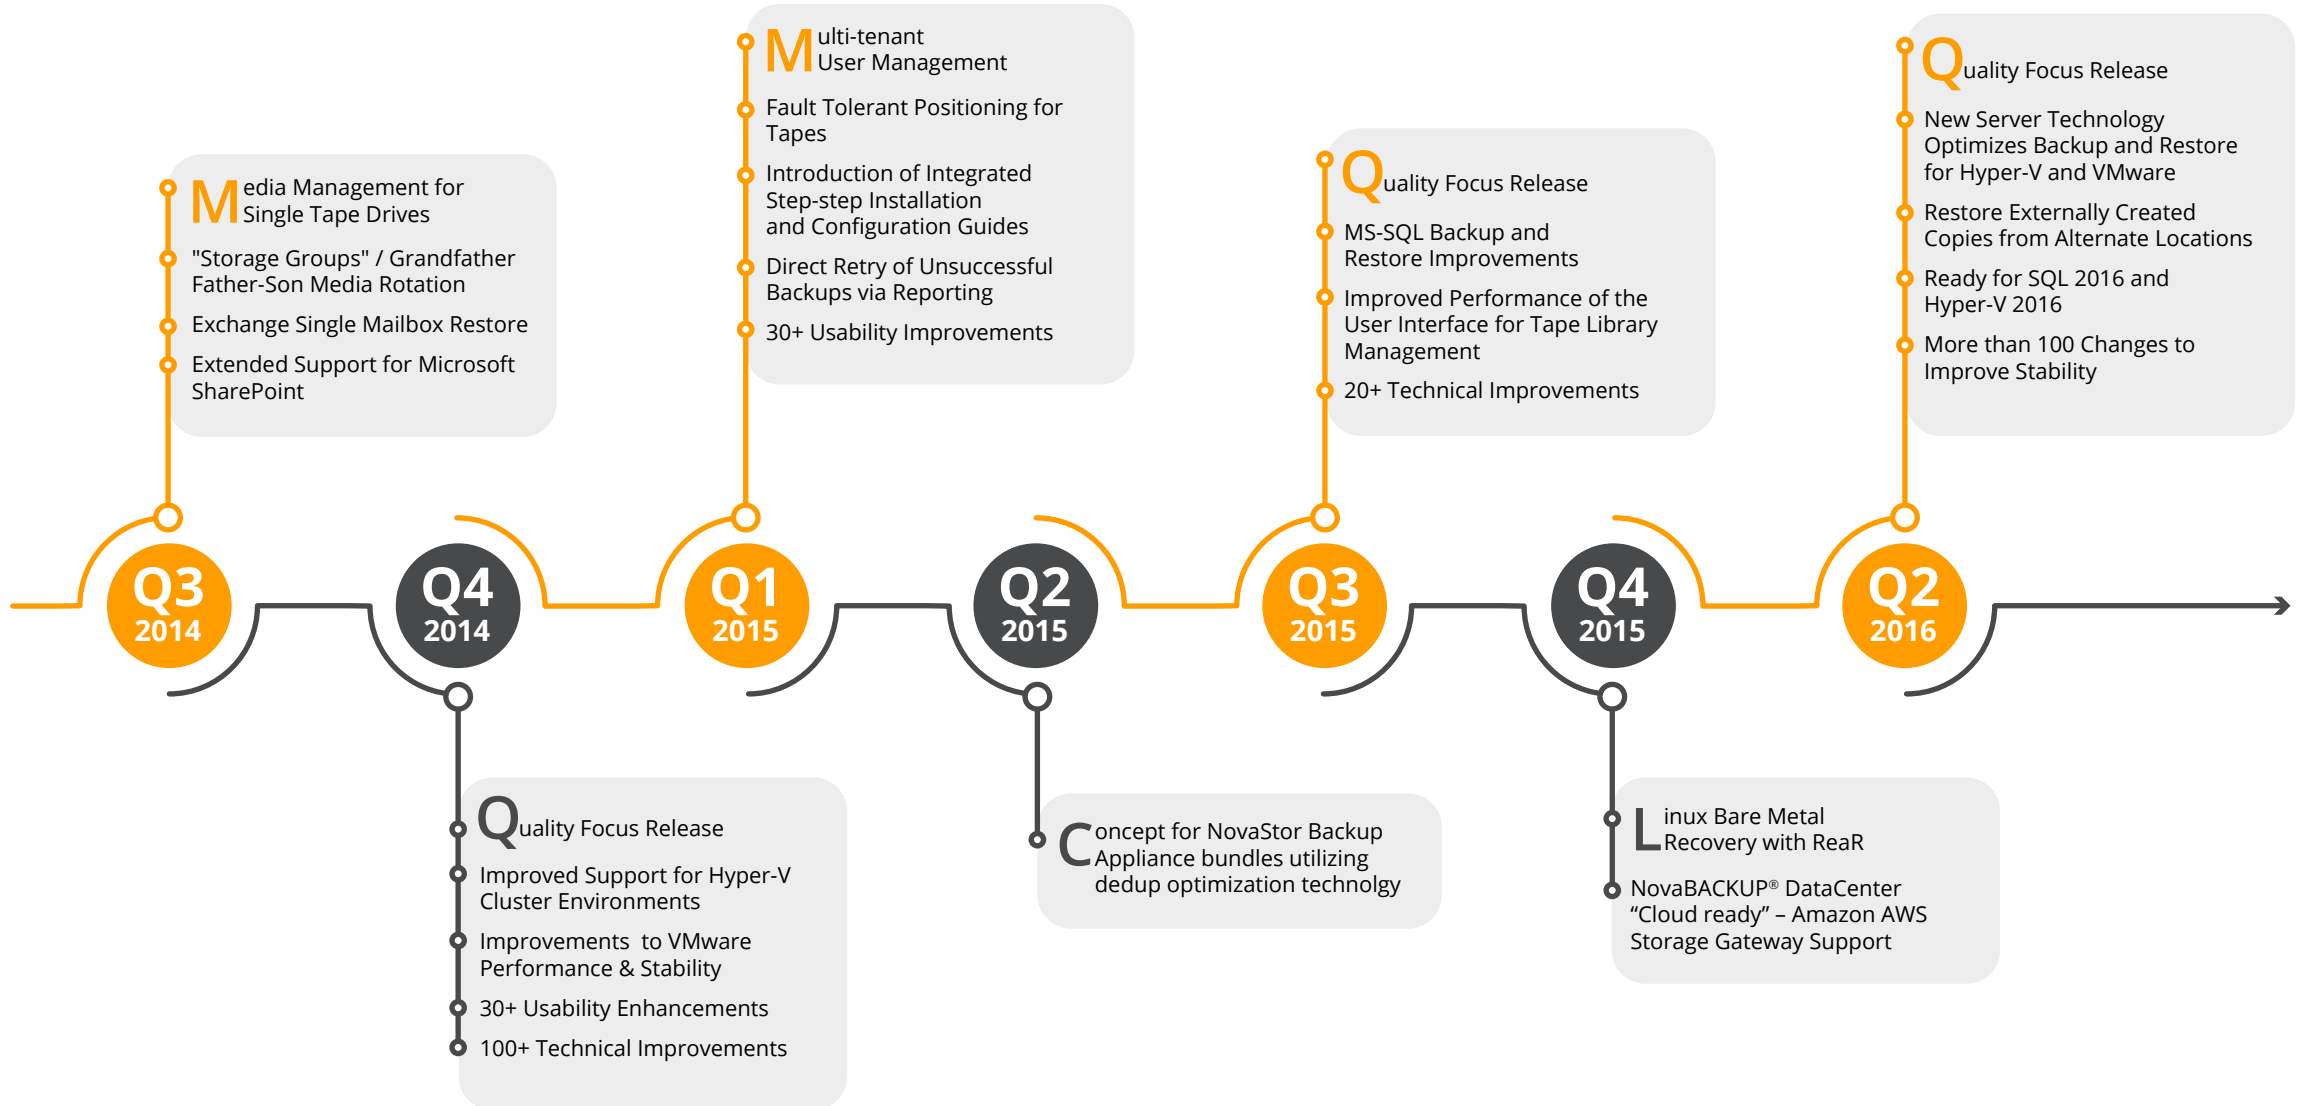 Media Management for
Single Tape Drives
"Storage Groups" / Grandfather
Father-Son Media Rotation
Exchange Single Mailbox Restore
Extended Support for Microsoft
SharePoint
Q3
2014
Q4
2014
Quality Focus Release
Improved Support for Hyper-V
Cluster Environments
Improvements to VMware
Performance & Stability
30+ Usability Enhancements
100+ Technical Improvements
Multi-tenant
User Management
Fault Tolerant Positioning for
Tapes
Introduction of Integrated
Step-step Installation
and Configuration Guides
Direct Retry of Unsuccessful
Backups via Reporting
30+ Usability Improvements
Q1
2015
Q2
2015
Concept for NovaStor Backup
Appliance bundles utilizing
dedup optimization technolgy
Quality Focus Release
MS-SQL Backup and
Restore Improvements
Improved Performance of the
User Interface for Tape Library
Management
20+ Technical Improvements
Q3
2015
Q4
2015
Linux Bare Metal
Recovery with ReaR
NovaBACKUP® DataCenter
“Cloud ready” – Amazon AWS
Storage Gateway Support
Quality Focus Release
New Server Technology
Optimizes Backup and Restore
for Hyper-V and VMware
Restore Externally Created
Copies from Alternate Locations
Ready for SQL 2016 and
Hyper-V 2016
More than 100 Changes to
Improve Stability
Q2
2016